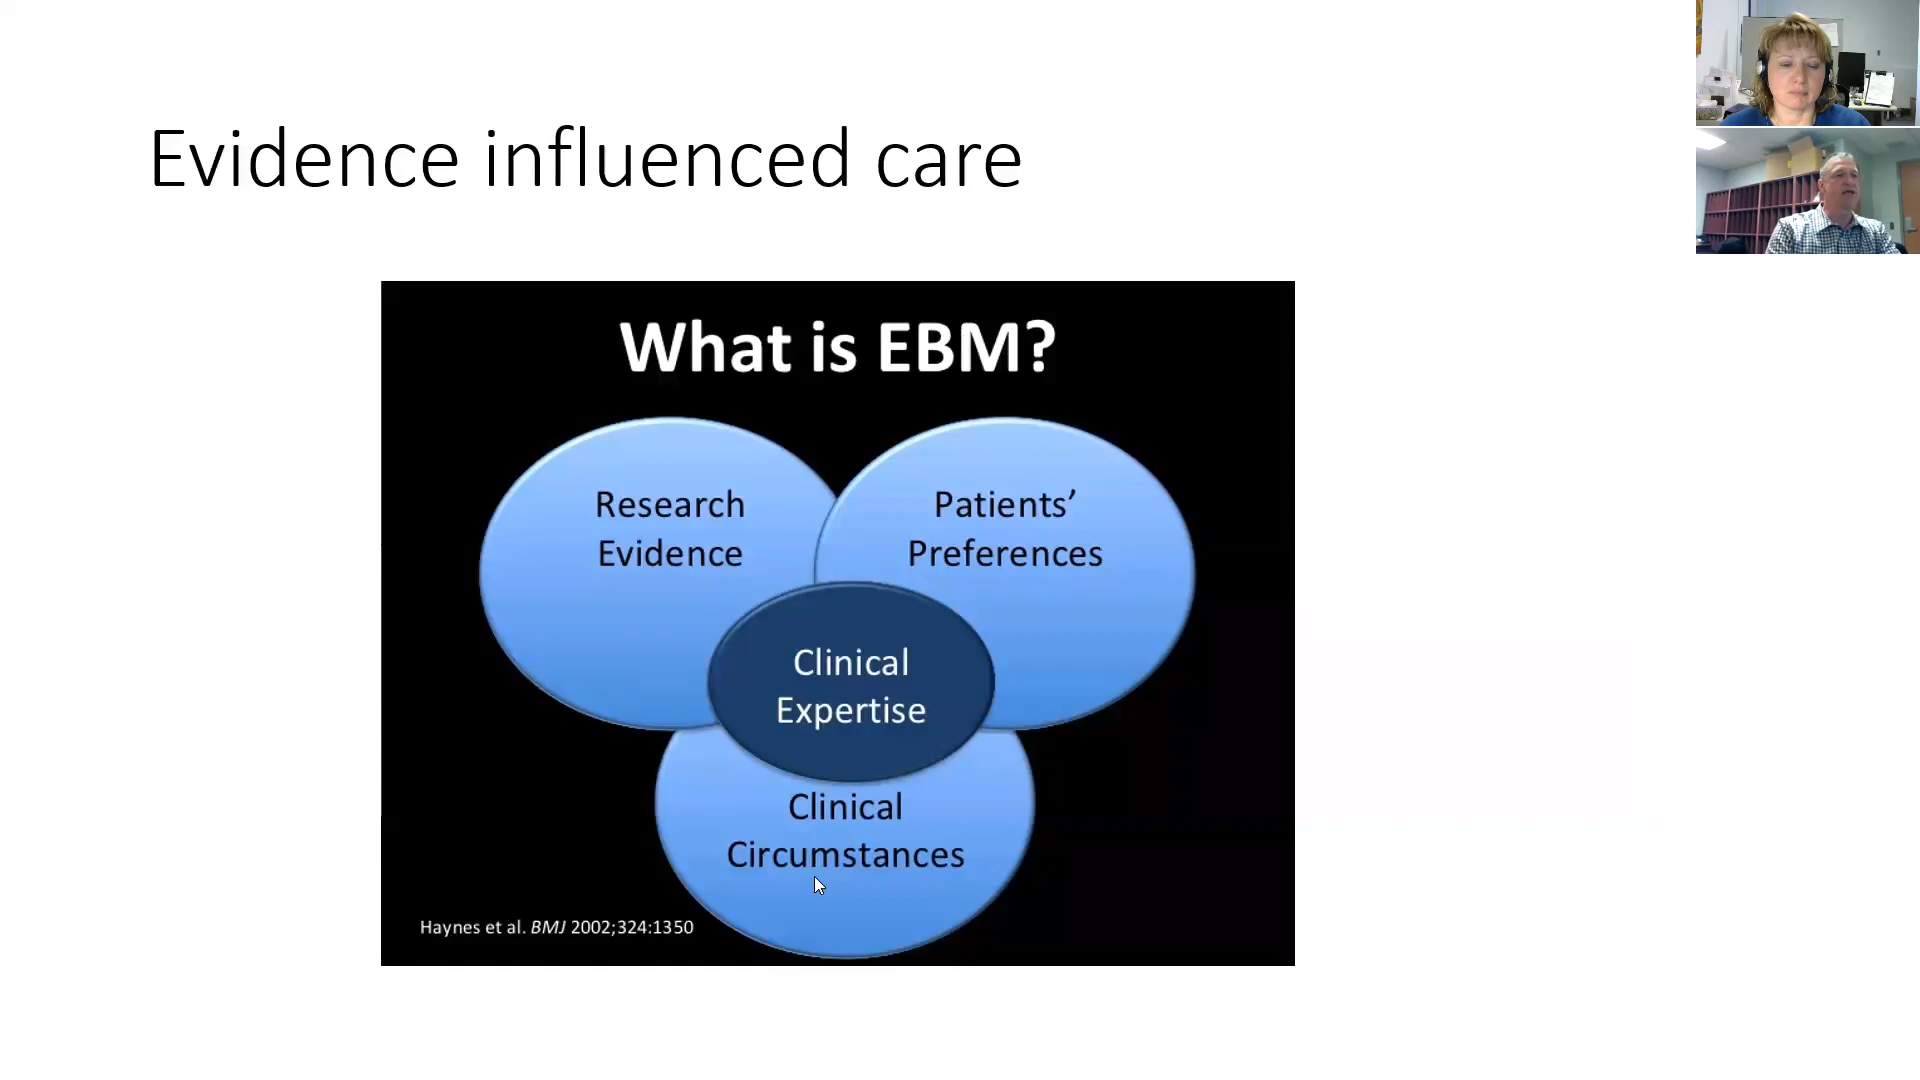 Evidence influenced care
What is EBM?
Research
Evidence
Patients’
Preferences
Clinical
Expertise
Clinical
Circumstances
Haynes et al. BMJ 2002;324:1350